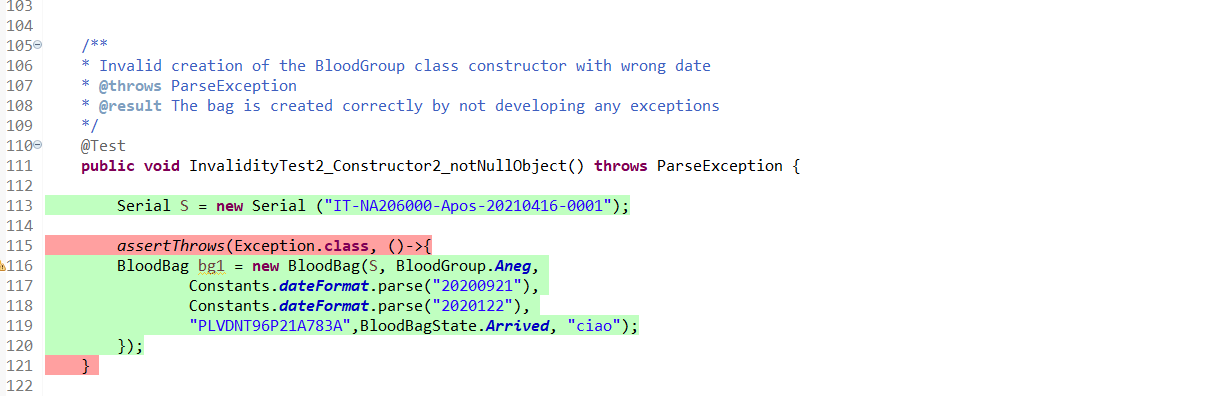 103
104
105 /**
106 * Invalid creation of the BloodGroup class constructor with wrong date
107 * @throws ParseException
108 * @result The bag is created correctly by not developing any exceptions
109 */
110 @Test
111 public void InvalidityTest2_Constructor2_notNullObject() throws ParseException {
112
113 Serial S = new Serial ("IT-NA206000-Apos-20210416-0001");
114
115 assertThrows(Exception.class, ()->{
116 BloodBag bg1 = new BloodBag(S, BloodGroup.Aneg,
117 Constants.dateFormat.parse("20200921"),
118 Constants.dateFormat.parse("2020122"),
119 "PLVDNT96P21A783A",BloodBagState.Arrived, "ciao");
120 });
121 }
122